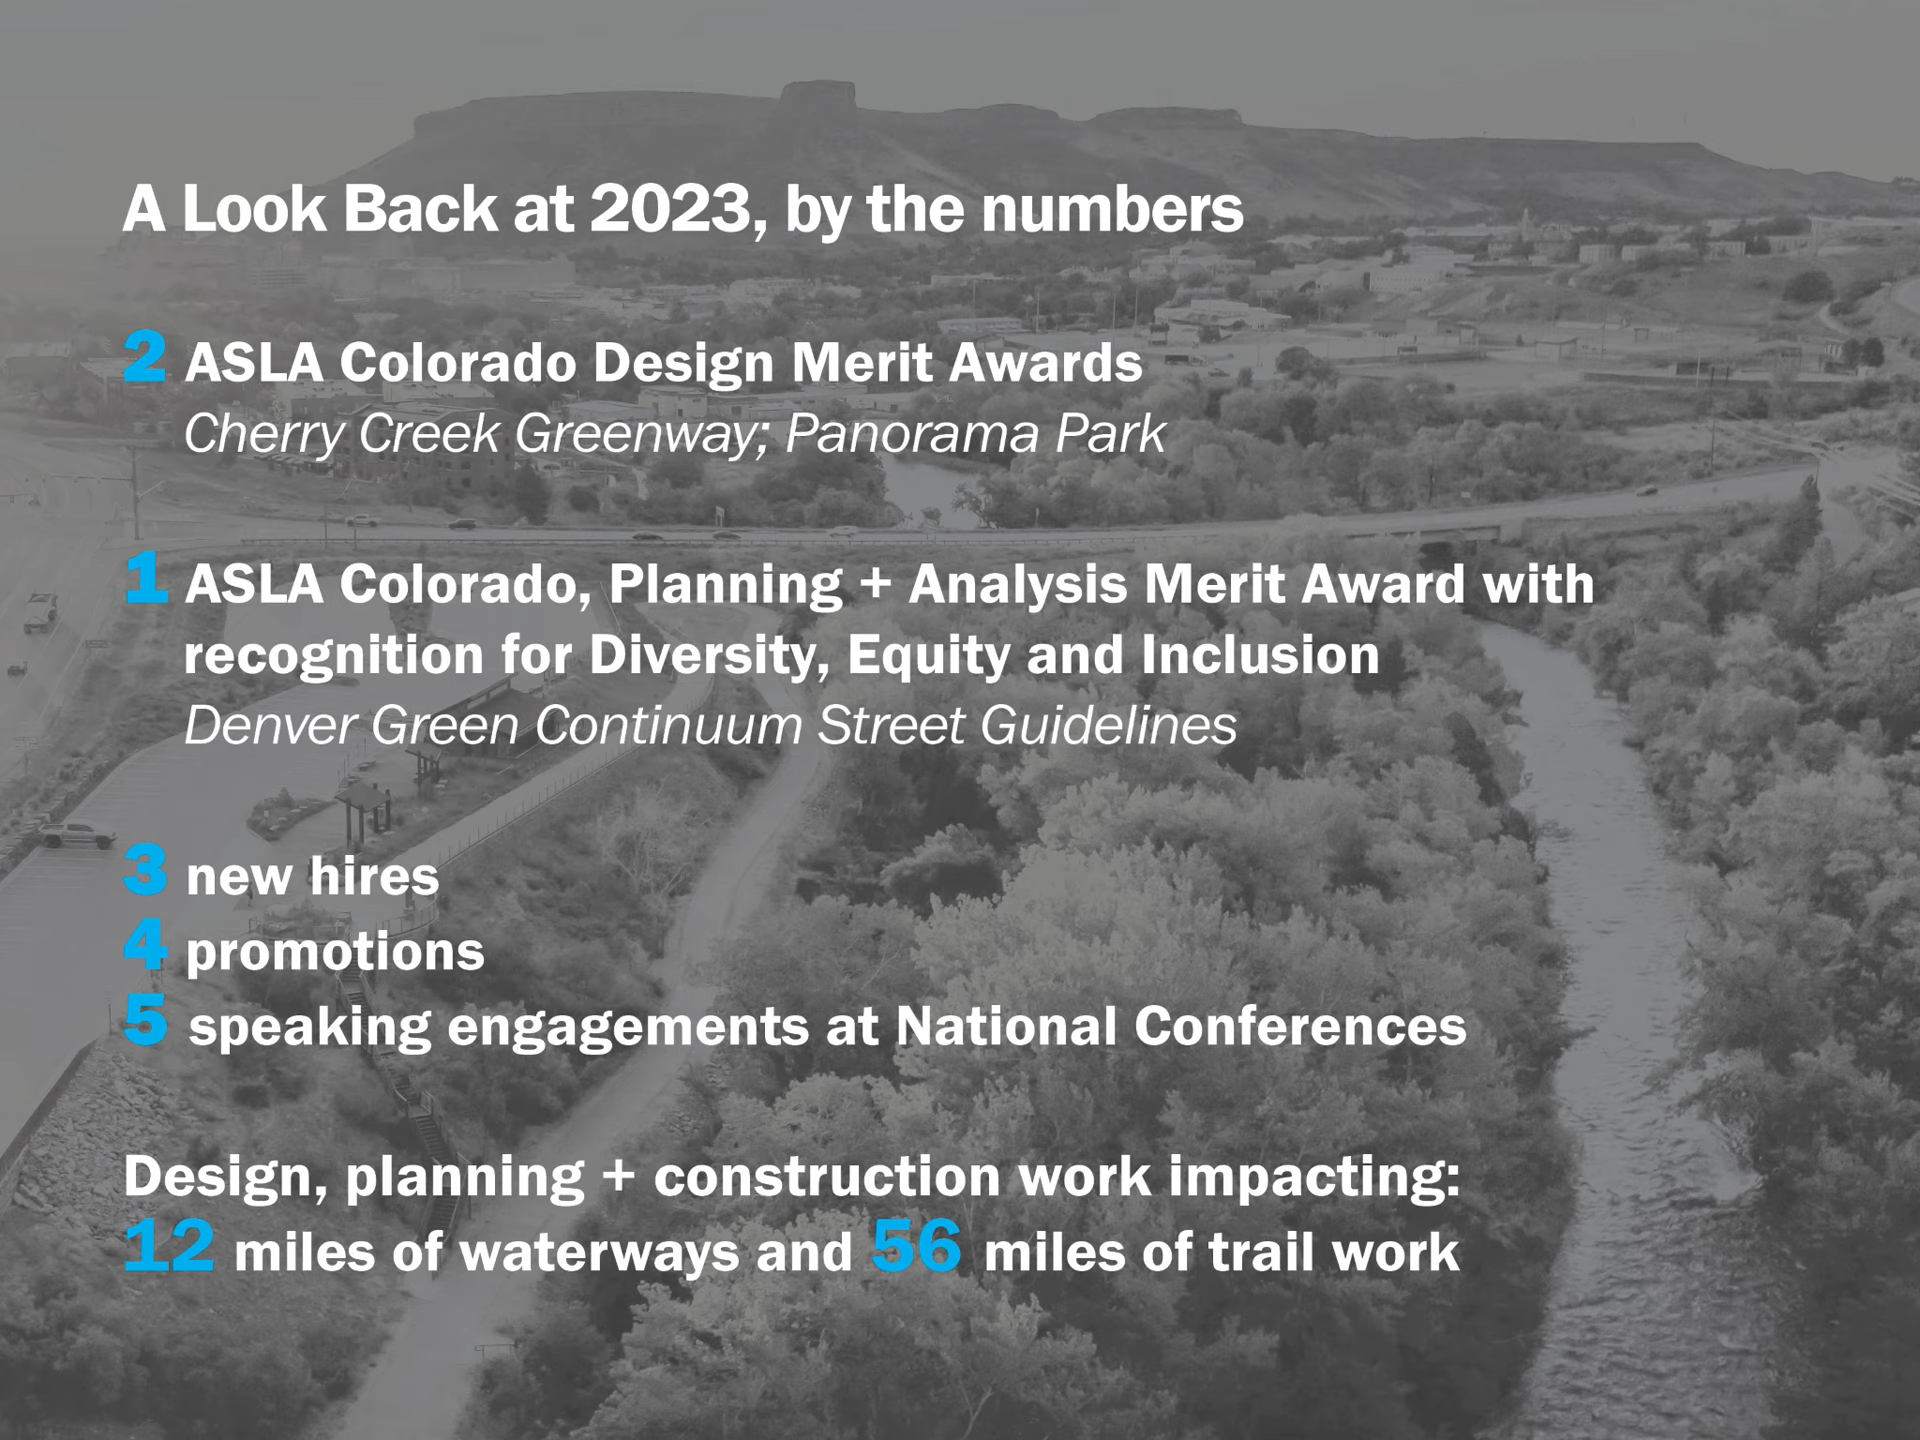 A Look Back at 2023, by the numbers
2 ASLA Colorado Design Merit Awards
Cherry Creek Greenway; Panorama Park
1 ASLA Colorado, Planning + Analysis Merit Award with
recognition for Diversity, Equity and Inclusion
Denver Green Continuum Street Guidelines
3 new hires
4 promotions
5 speaking engagements at National Conferences
Design, planning + construction work impacting:
12 miles of waterways and 56 miles of trail work